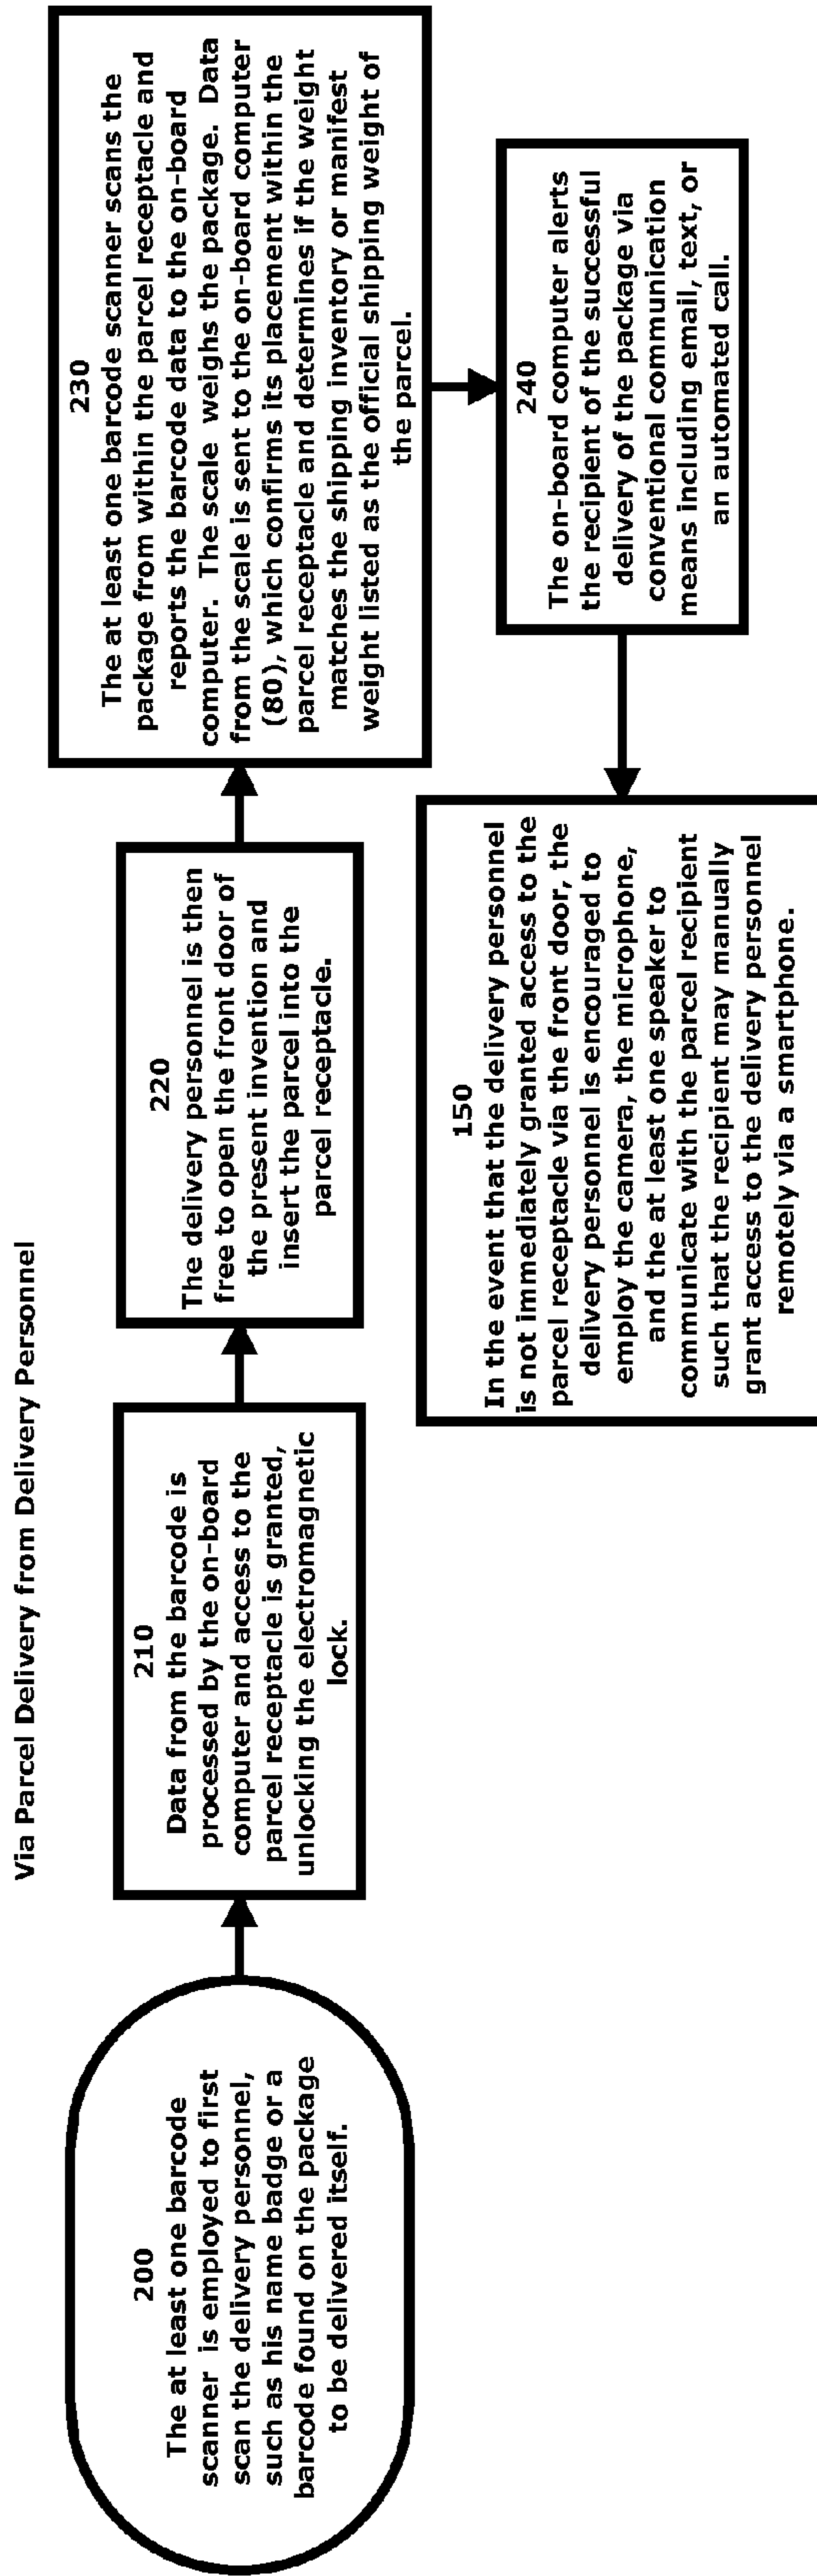 Via Parcel Delivery from Delivery Personnel
200
The at least one barcode
scanner is employed to first
scan the delivery personnel,
such as his name badge or a
barcode found on the package
to be delivered itself.
210
Data from the barcode is
processed by the on-board
computer and access to the
parcel receptacle is granted,
unlocking the electromagnetic
lock.
220
The delivery personnel is then
free to open the front door of
the present invention and
insert the parcel into the
parcel receptacle.
230
The at least one barcode scanner scans the
package from within the parcel receptacle and
reports the barcode data to the on-board
computer. The scale weighs the package. Data
from the scale is sent to the on-board computer
(80), which confirms its placement within the
parcel receptacle and determines if the weight
matches the shipping inventory or manifest
weight listed as the official shipping weight of
the parcel.
240
The on-board computer alerts
the recipient of the successful
delivery of the package via
conventional communication
means including email, text, or
an automated call.
150
In the event that the delivery personnel
is not immediately granted access to the
parcel receptacle via the front door, the
delivery personnel is encouraged to
employ the camera, the microphone,
and the at least one speaker to
communicate with the parcel recipient
such that the recipient may manually
grant access to the delivery personnel
remotely via a smartphone.